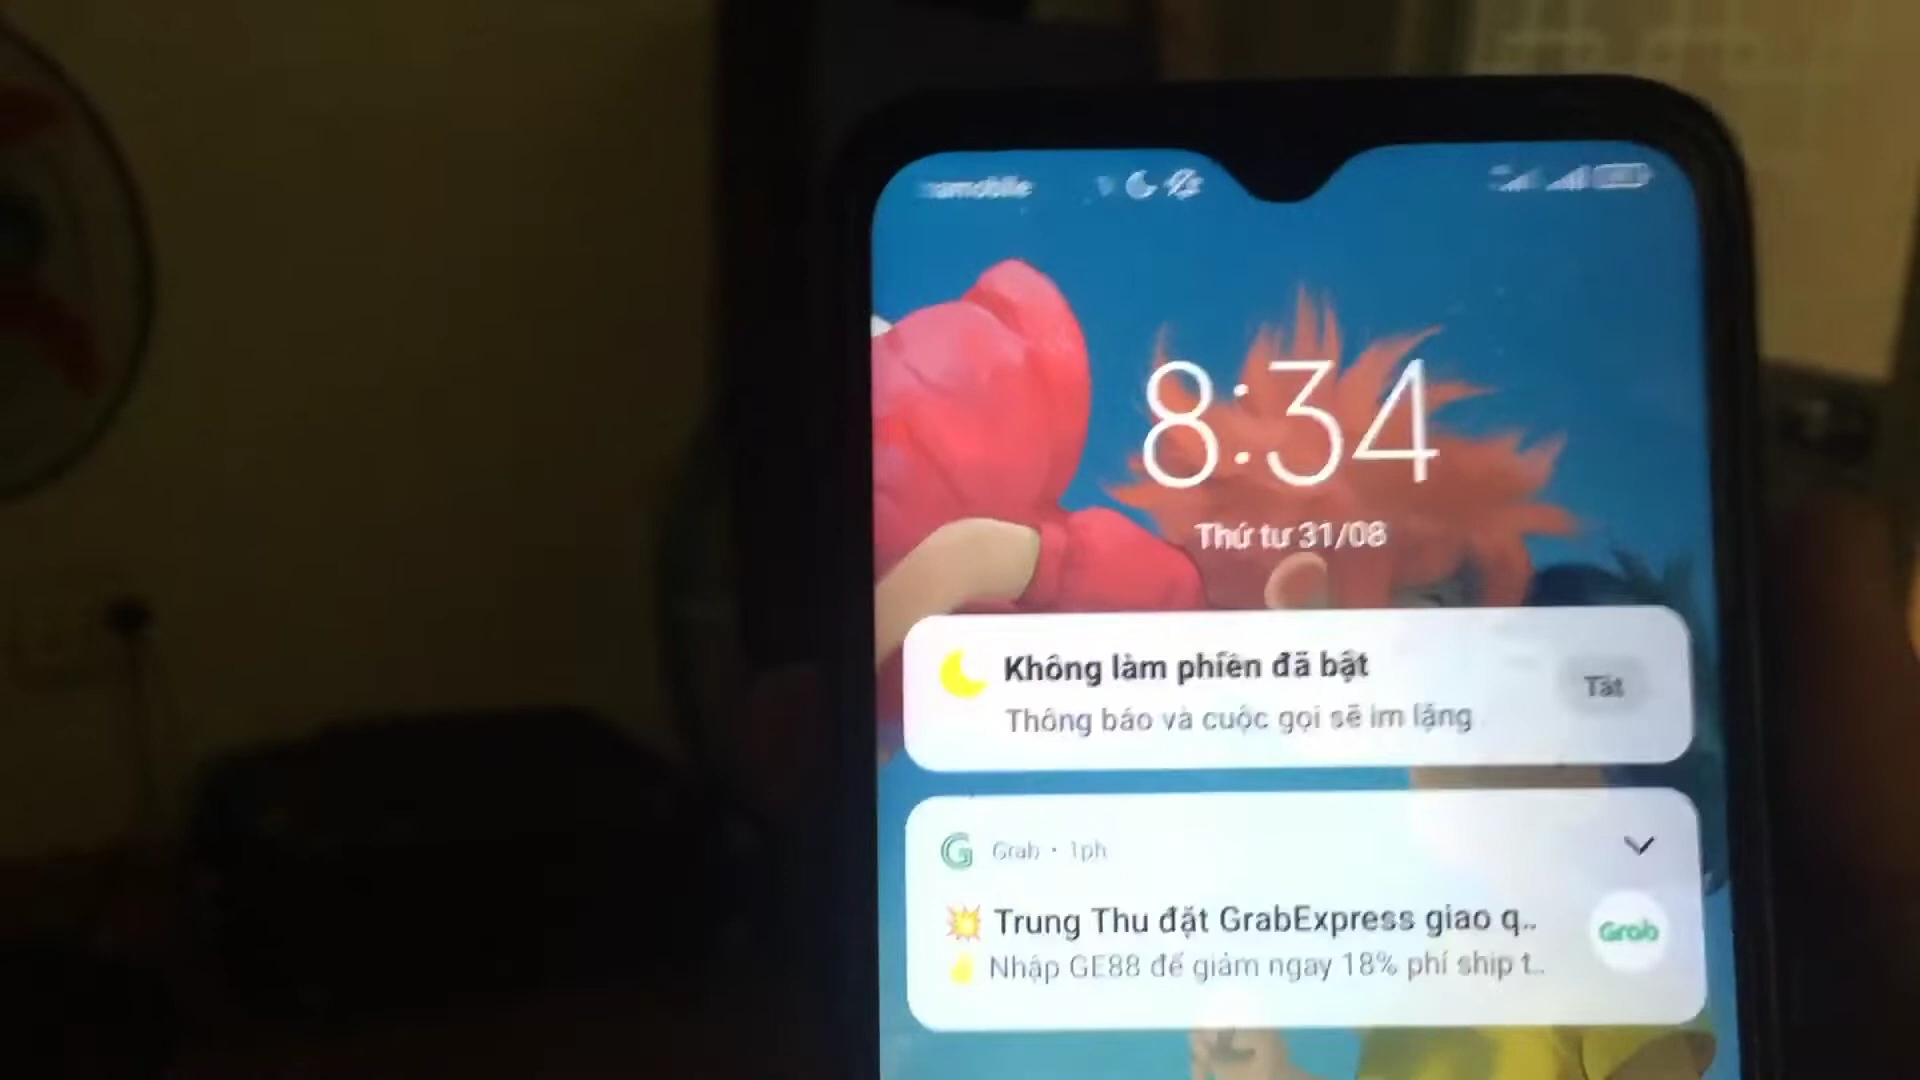 8:34
Thứ tư 31/08
Không làm phiền đã bật
Thông báo và cuộc gọi sẽ im lặng
Tắt
Grab • 1ph
Trung Thu đặt GrabExpress giao q..
Nhập GE88 để giảm ngay 18% phí ship t..
Grab